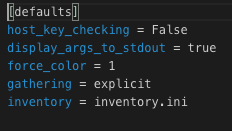 [defaults]
host_key_checking = False
display_args_to_stdout = true
force_color = 1
gathering = explicit
inventory = inventory.ini